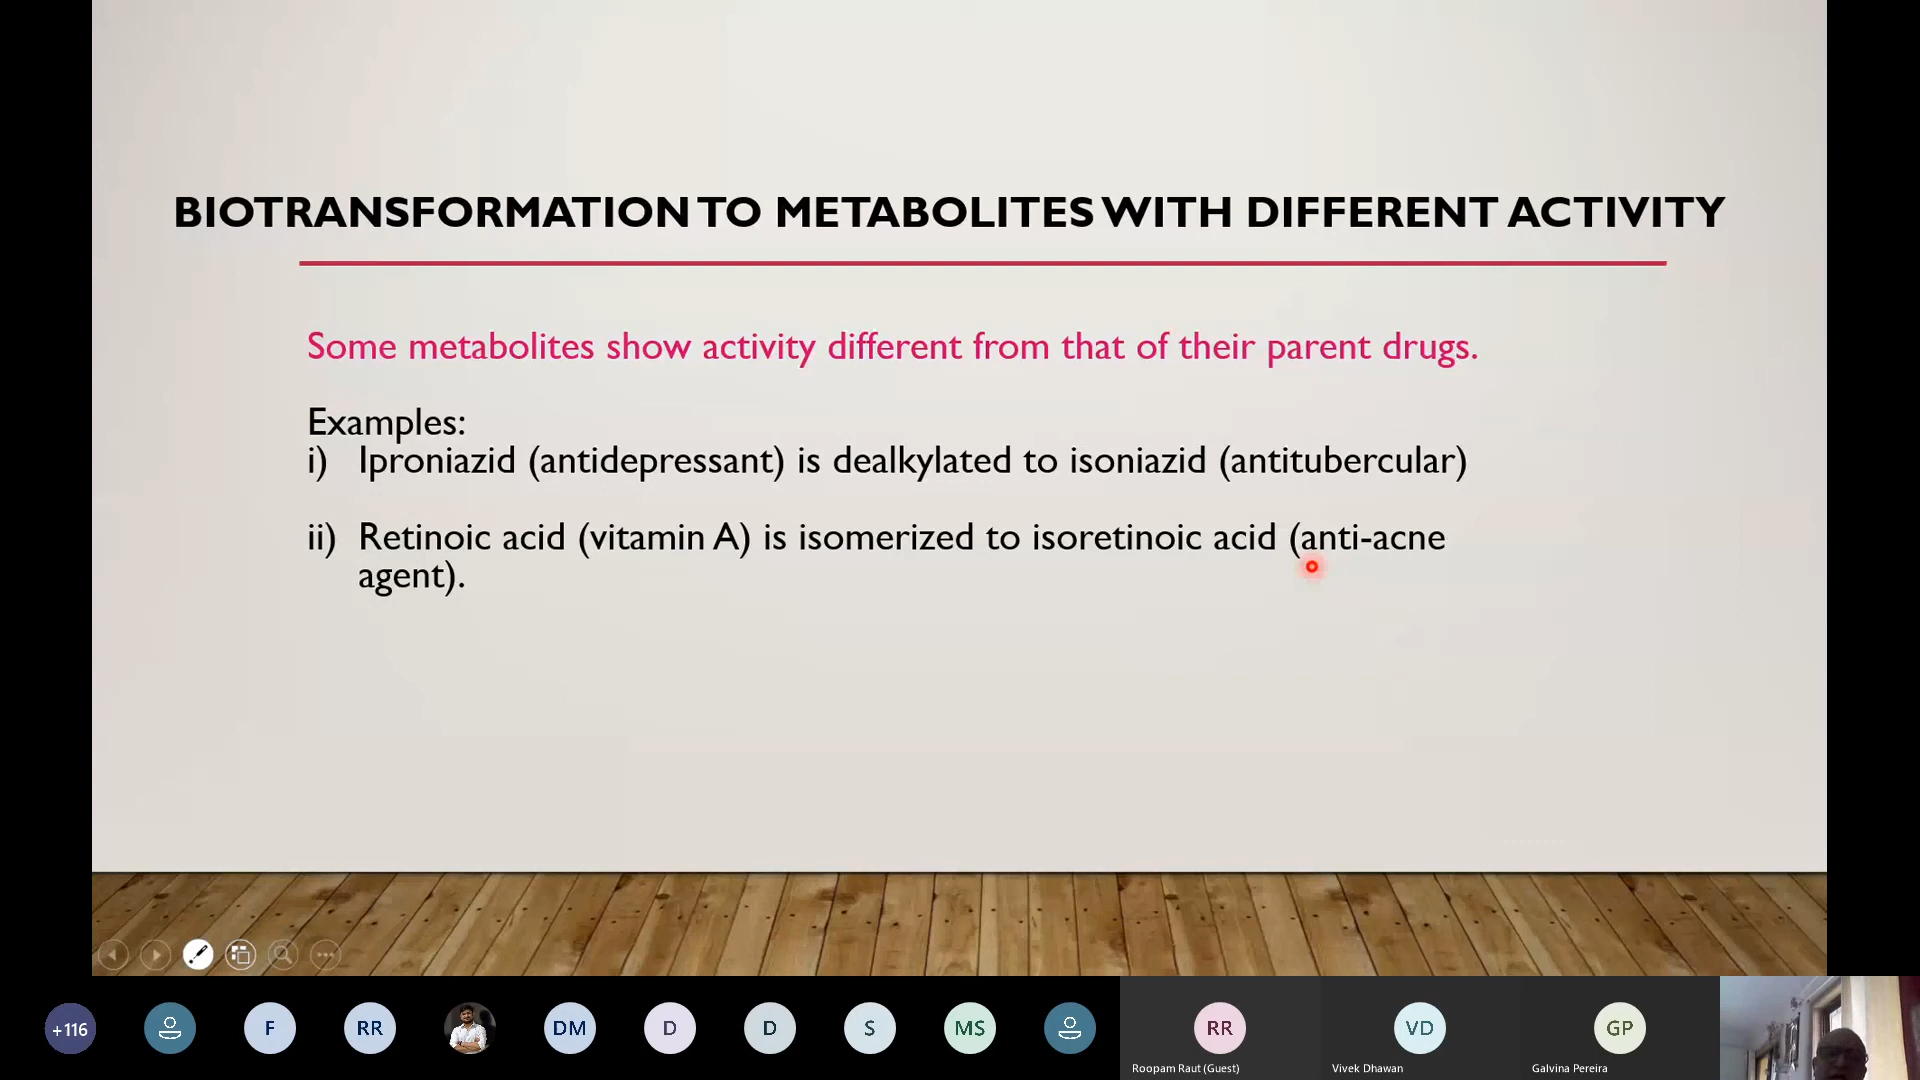 BIOTRANSFORMATION TO METABOLITES WITH DIFFERENT ACTIVITY
Some metabolites show activity different from that of their parent drugs.
Examples:
i) Iproniazid (antidepressant) is dealkylated to isoniazid (antitubercular)
ii) Retinoic acid (vitamin A) is isomerized to isoretinoic acid (anti-acne
agent).
+116
F
RR
DM
D
D
S
MS
RR
VD
GP
Roopam Raut (Guest)
Vivek Dhawan
Galvina Pereira